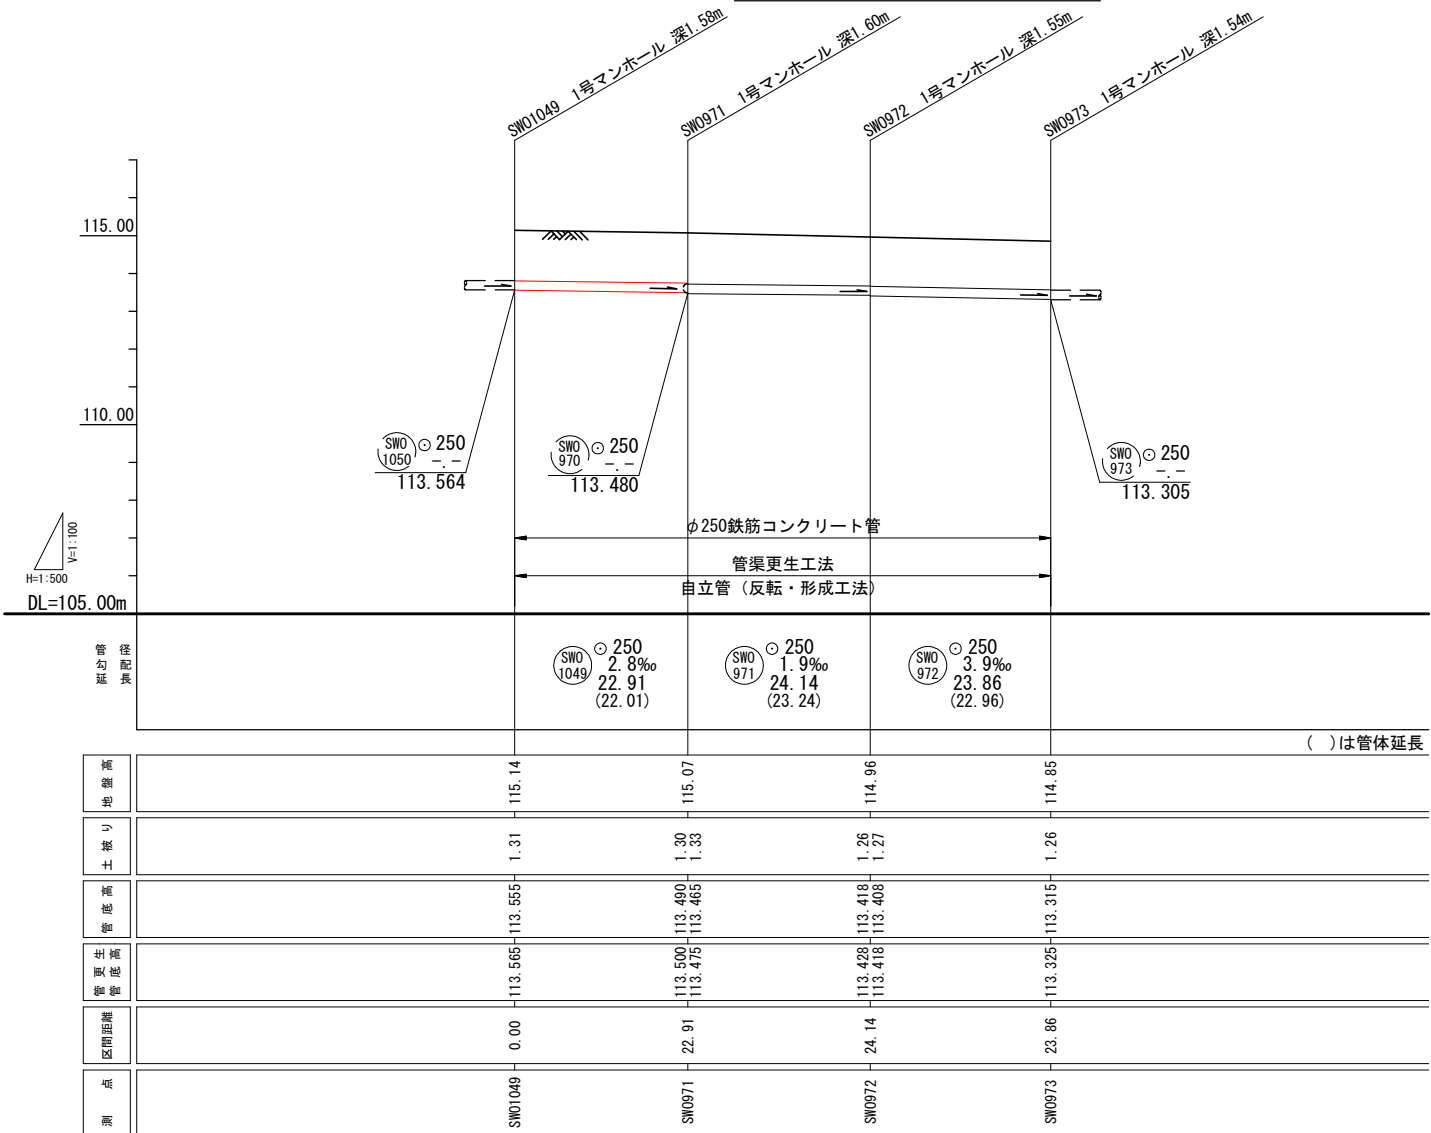 SWO1049 1号マンホール 深1.58m
SWO971 1号マンホール 深1.60m
SWO972 1号マンホール 深1.55m
SWO973 1号マンホール 深1.54m
115.00
110.00
SWO
1050
250
-.-
113.564
SWO
970
250
-.-
113.480
SWO
973
250
-.-
113.305
φ250鉄筋コンクリート管
管渠更生工法
自立管（反転・形成工法）
V=1:100
H=1:500
DL=105.00m
管径
勾配
延長
SWO
1049
250
2.8‰
22.91
(22.01)
SWO
971
250
1.9‰
24.14
(23.24)
SWO
972
250
3.9‰
23.86
(22.96)
( )は管体延長
地盤高
115.14
115.07
114.96
114.85
土被り
1.31
1.30
1.33
1.26
1.27
1.26
管底高
113.555
113.490
113.465
113.418
113.408
113.315
管更生
管底高
113.565
113.500
113.475
113.428
113.418
113.325
区間距離
0.00
22.91
24.14
23.86
測点
SWO1049
SWO971
SWO972
SWO973